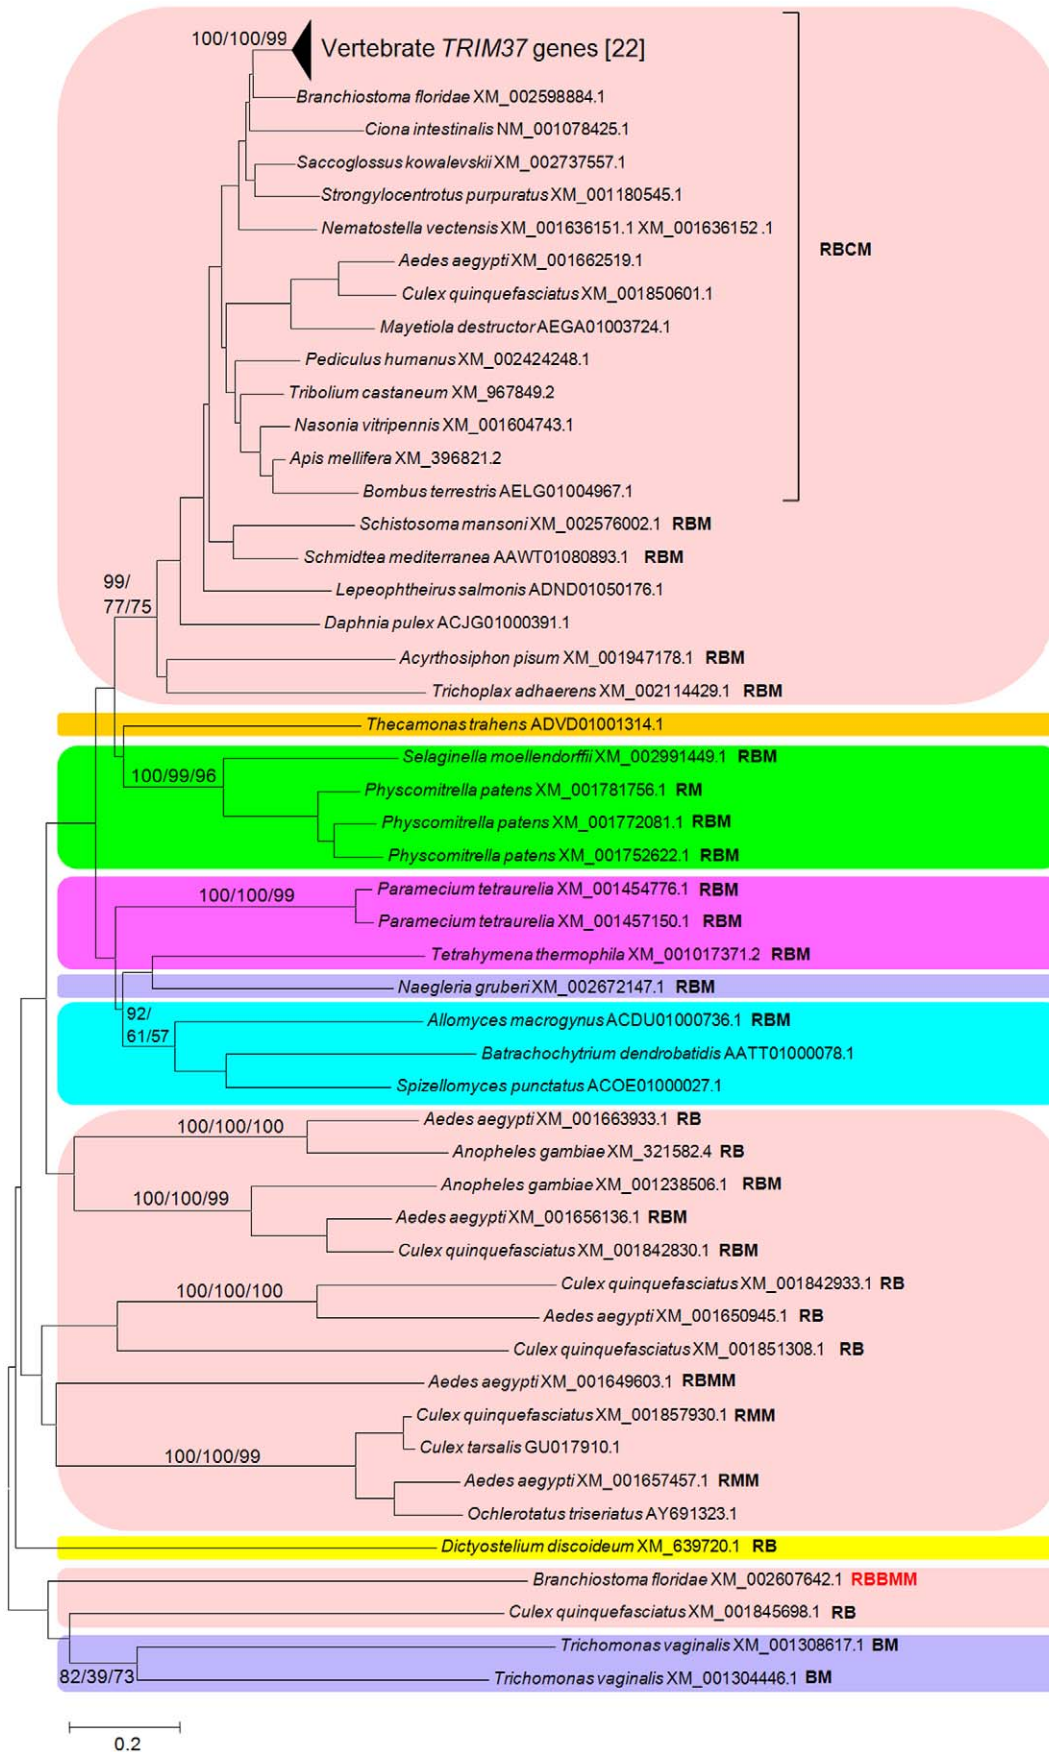 100/100/99
Vertebrate TRIM37 genes [22]
Branchiostoma floridae XM_002598884.1
Ciona intestinalis NM_001078425.1
Saccoglossus kowalevskii XM_002737557.1
Strongylocentrotus purpuratus XM_001180545.1
Nematostella vectensis XM_001636151.1 XM_001636152 .1
RBCM
Aedes aegypti XM_001662519.1
Culex quinquefasciatus XM_001850601.1
Mayetiola destructor AEGA01003724.1
Pediculus humanus XM_002424248.1
Tribolium castaneum XM_967849.2
Nasonia vitripennis XM_001604743.1
Apis mellifera XM_396821.2
Bombus terrestris AELG01004967.1
Schistosoma mansoni XM_002576002.1 RBM
Schmidtea mediterranea AAWT01080893.1 RBM
99/
77/75
Lepeophtheirus salmonis ADND01050176.1
Daphnia pulex ACJG01000391.1
Acyrthosiphon pisum XM_001947178.1 RBM
Trichoplax adhaerens XM_002114429.1 RBM
Thecamonas trahens ADVD01001314.1
Selaginella moellendorffii XM_002991449.1 RBM
100/99/96
Physcomitrella patens XM_001781756.1 RM
Physcomitrella patens XM_001772081.1 RBM
Physcomitrella patens XM_001752622.1 RBM
100/100/99
Paramecium tetraurelia XM_001454776.1 RBM
Paramecium tetraurelia XM_001457150.1 RBM
Tetrahymena thermophila XM_001017371.2 RBM
Naegleria gruberi XM_002672147.1 RBM
92/
61/57
Allomyces macrogynus ACDU01000736.1 RBM
Batrachochytrium dendrobatidis AATT01000078.1
Spizellomyces punctatus ACOE01000027.1
100/100/100
Aedes aegypti XM_001663933.1 RB
Anopheles gambiae XM_321582.4 RB
100/100/99
Anopheles gambiae XM_001238506.1 RBM
Aedes aegypti XM_001656136.1 RBM
Culex quinquefasciatus XM_001842830.1 RBM
100/100/100
Culex quinquefasciatus XM_001842933.1 RB
Aedes aegypti XM_001650945.1 RB
Culex quinquefasciatus XM_001851308.1 RB
Aedes aegypti XM_001649603.1 RBMM
100/100/99
Culex quinquefasciatus XM_001857930.1 RMM
Culex tarsalis GU017910.1
Aedes aegypti XM_001657457.1 RMM
Ochlerotatus triseriatus AY691323.1
Dictyostelium discoideum XM_639720.1 RB
Branchiostoma floridae XM_002607642.1 RBBMM
Culex quinquefasciatus XM_001845698.1 RB
Trichomonas vaginalis XM_001308617.1 BM
82/39/73
Trichomonas vaginalis XM_001304446.1 BM
0.2